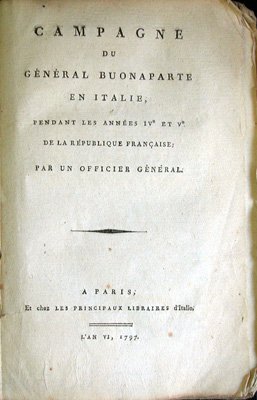 CAMPAGNE
DU
GÉNÉRAL BUONAPARTE
EN ITALIE,
PENDANT LES ANNÉES IVᴱ ET Vᴱ
DE LA RÉPUBLIQUE FRANÇAISE;
PAR UN OFFICIER GÉNÉRAL.
A PARIS,
Et chez LES PRINCIPAUX LIBRAIRES d'Italie.
L'AN VI, 1797.